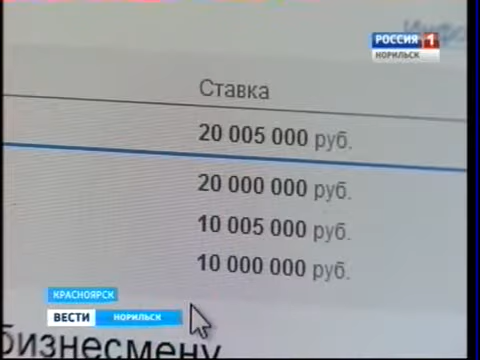 РОССИЯ 1
НОРИЛЬСК
Ставка
20 005 000 руб.
20 000 000 руб.
10 005 000 руб.
10 000 000 руб.
КРАСНОЯРСК
ВЕСТИ НОРИЛЬСК
бизнесмену